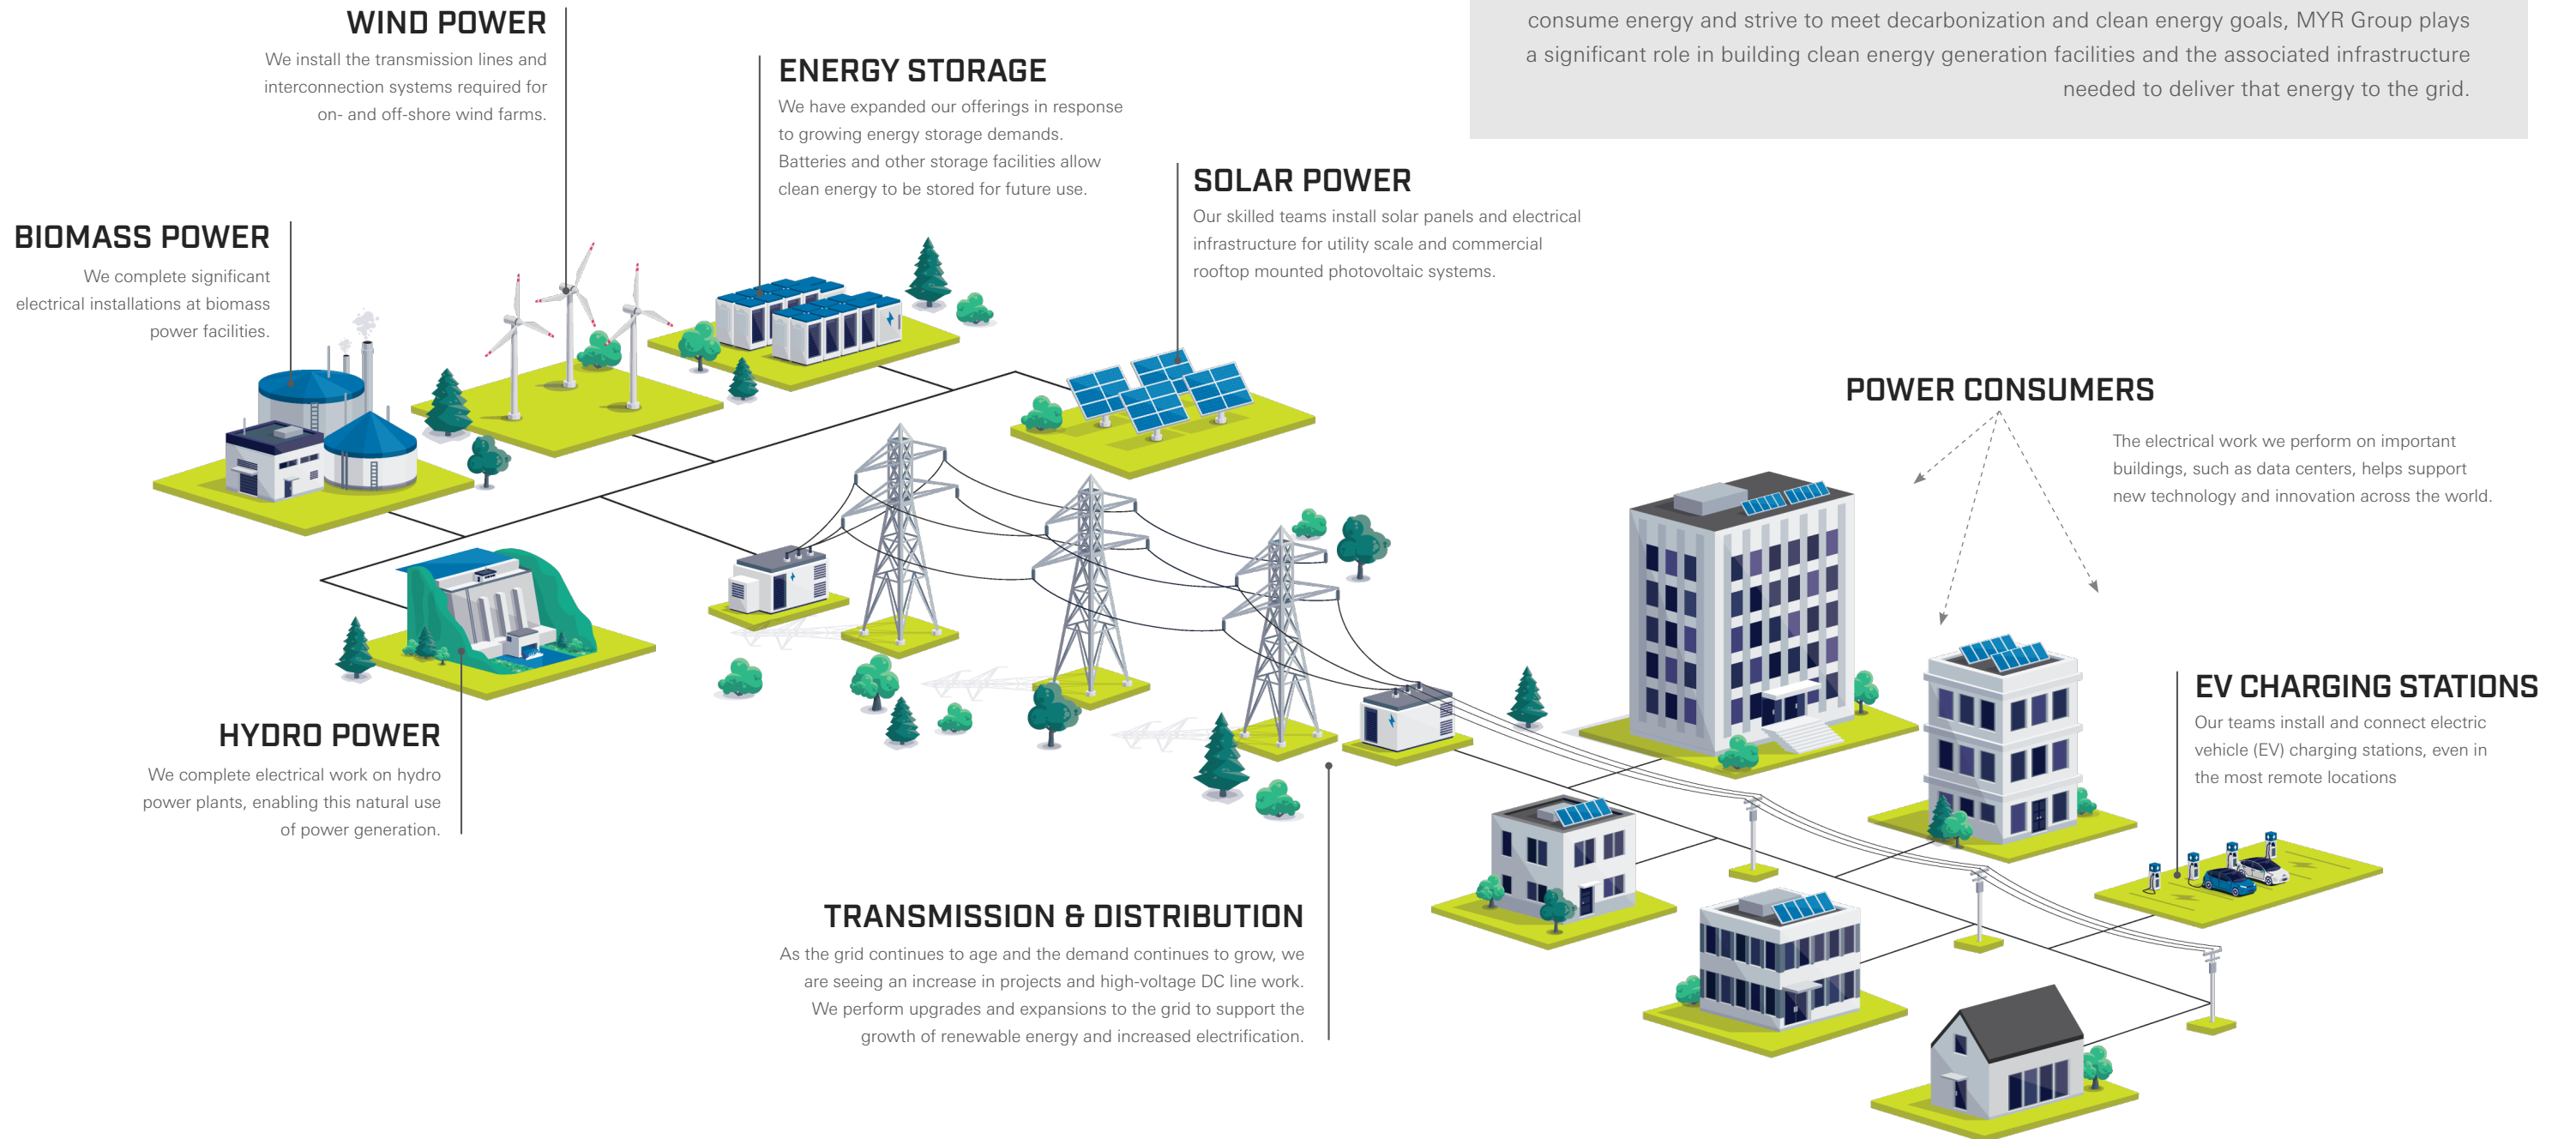 consume energy and strive to meet decarbonization and clean energy goals, MYR Group plays
a significant role in building clean energy generation facilities and the associated infrastructure
needed to deliver that energy to the grid.
WIND POWER
We install the transmission lines and
interconnection systems required for
on- and off-shore wind farms.
ENERGY STORAGE
We have expanded our offerings in response
to growing energy storage demands.
Batteries and other storage facilities allow
clean energy to be stored for future use.
SOLAR POWER
Our skilled teams install solar panels and electrical
infrastructure for utility scale and commercial
rooftop mounted photovoltaic systems.
BIOMASS POWER
We complete significant
electrical installations at biomass
power facilities.
POWER CONSUMERS
The electrical work we perform on important
buildings, such as data centers, helps support
new technology and innovation across the world.
HYDRO POWER
We complete electrical work on hydro
power plants, enabling this natural use
of power generation.
EV CHARGING STATIONS
Our teams install and connect electric
vehicle (EV) charging stations, even in
the most remote locations
TRANSMISSION & DISTRIBUTION
As the grid continues to age and the demand continues to grow, we
are seeing an increase in projects and high-voltage DC line work.
We perform upgrades and expansions to the grid to support the
growth of renewable energy and increased electrification.